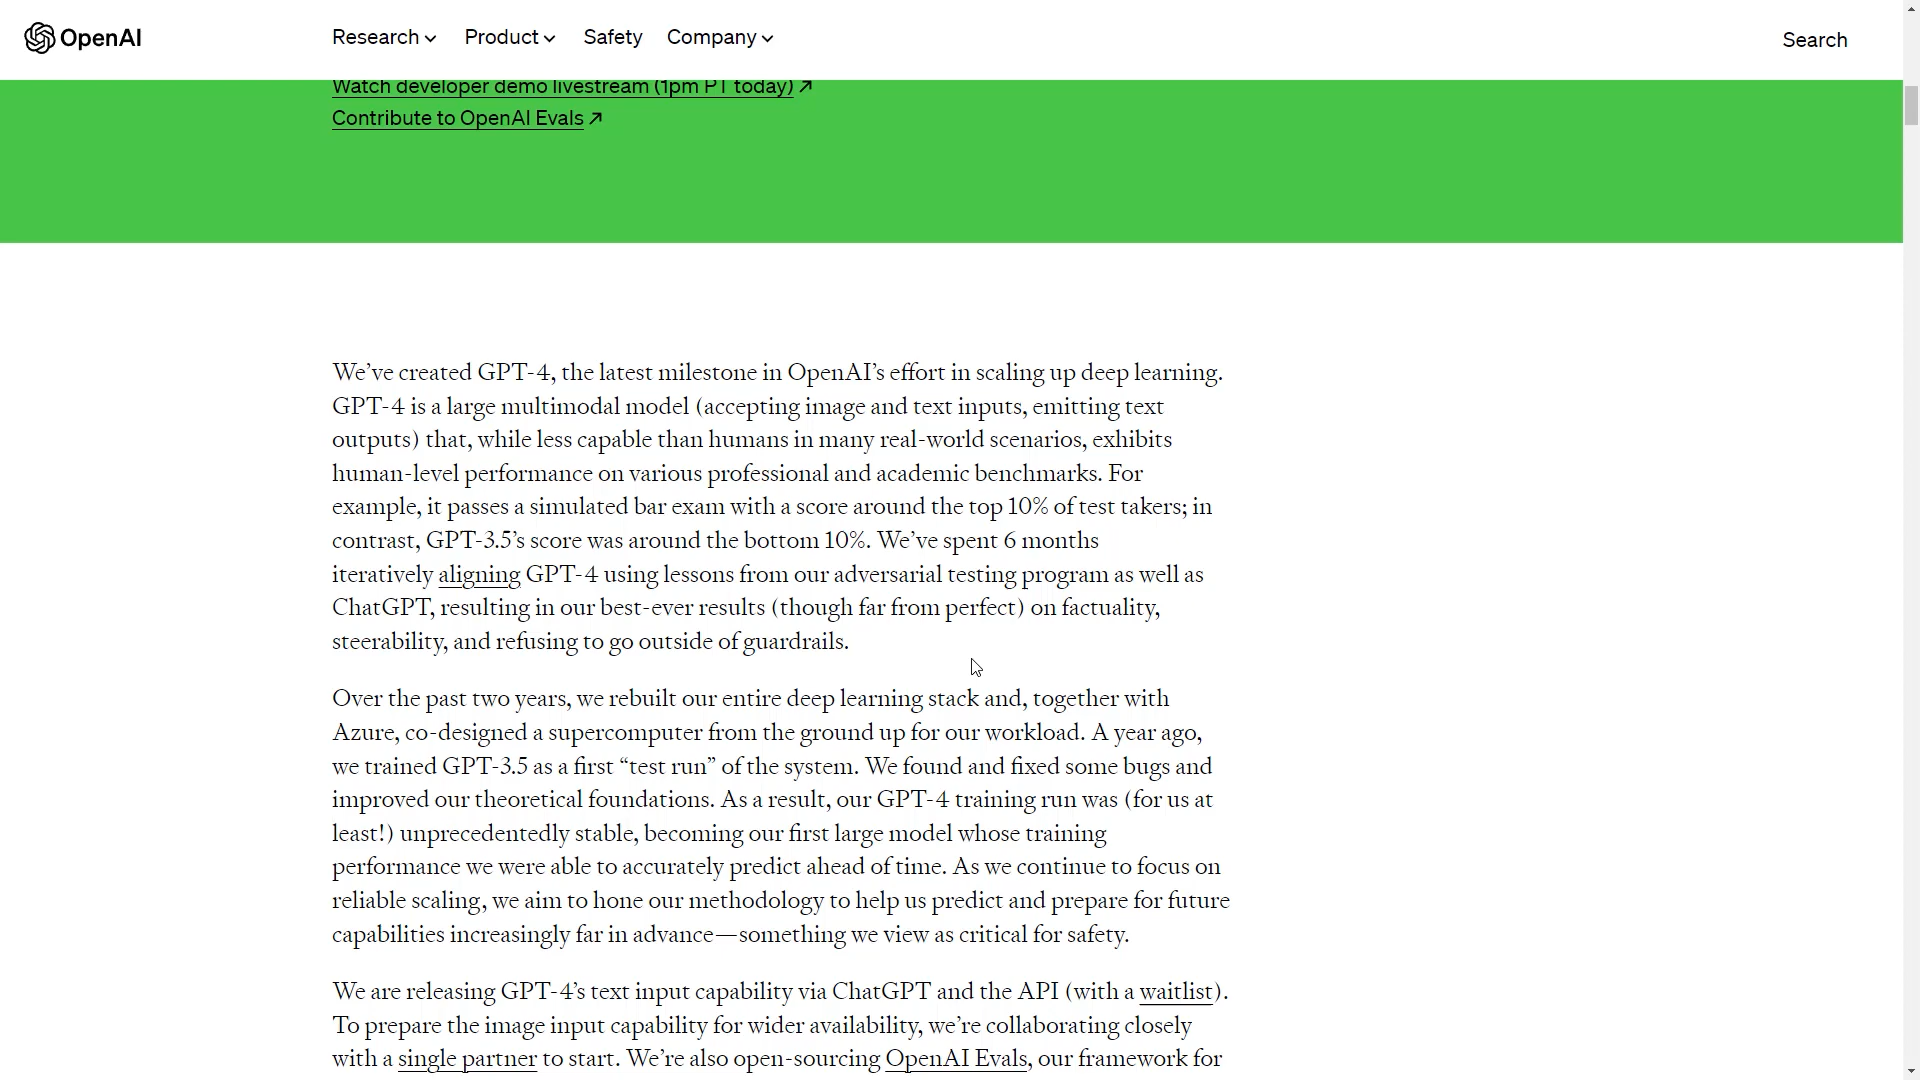 OpenAI
Research
Product
Safety
Company
Search
Watch developer demo livestream (1pm PT today) ↗
Contribute to OpenAI Evals ↗
We’ve created GPT-4, the latest milestone in OpenAI’s effort in scaling up deep learning.
GPT-4 is a large multimodal model (accepting image and text inputs, emitting text
outputs) that, while less capable than humans in many real-world scenarios, exhibits
human-level performance on various professional and academic benchmarks. For
example, it passes a simulated bar exam with a score around the top 10% of test takers; in
contrast, GPT-3.5’s score was around the bottom 10%. We’ve spent 6 months
iteratively aligning GPT-4 using lessons from our adversarial testing program as well as
ChatGPT, resulting in our best-ever results (though far from perfect) on factuality,
steerability, and refusing to go outside of guardrails.
Over the past two years, we rebuilt our entire deep learning stack and, together with
Azure, co-designed a supercomputer from the ground up for our workload. A year ago,
we trained GPT-3.5 as a first “test run” of the system. We found and fixed some bugs and
improved our theoretical foundations. As a result, our GPT-4 training run was (for us at
least!) unprecedentedly stable, becoming our first large model whose training
performance we were able to accurately predict ahead of time. As we continue to focus on
reliable scaling, we aim to hone our methodology to help us predict and prepare for future
capabilities increasingly far in advance—something we view as critical for safety.
We are releasing GPT-4’s text input capability via ChatGPT and the API (with a waitlist).
To prepare the image input capability for wider availability, we’re collaborating closely
with a single partner to start. We’re also open-sourcing OpenAI Evals, our framework for